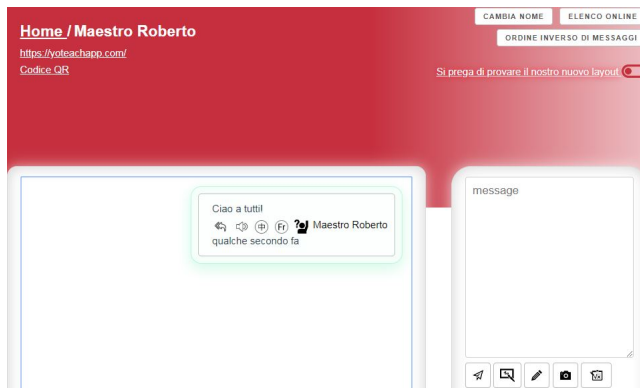 Home / Maestro Roberto
https://yoteachapp.com/
Codice QR
CAMBIA NOME
ELENCO ONLINE
ORDINE INVERSO DI MESSAGGI
Si prega di provare il nostro nuovo layout
Ciao a tutti!
中 Fr Maestro Roberto
qualche secondo fa
message